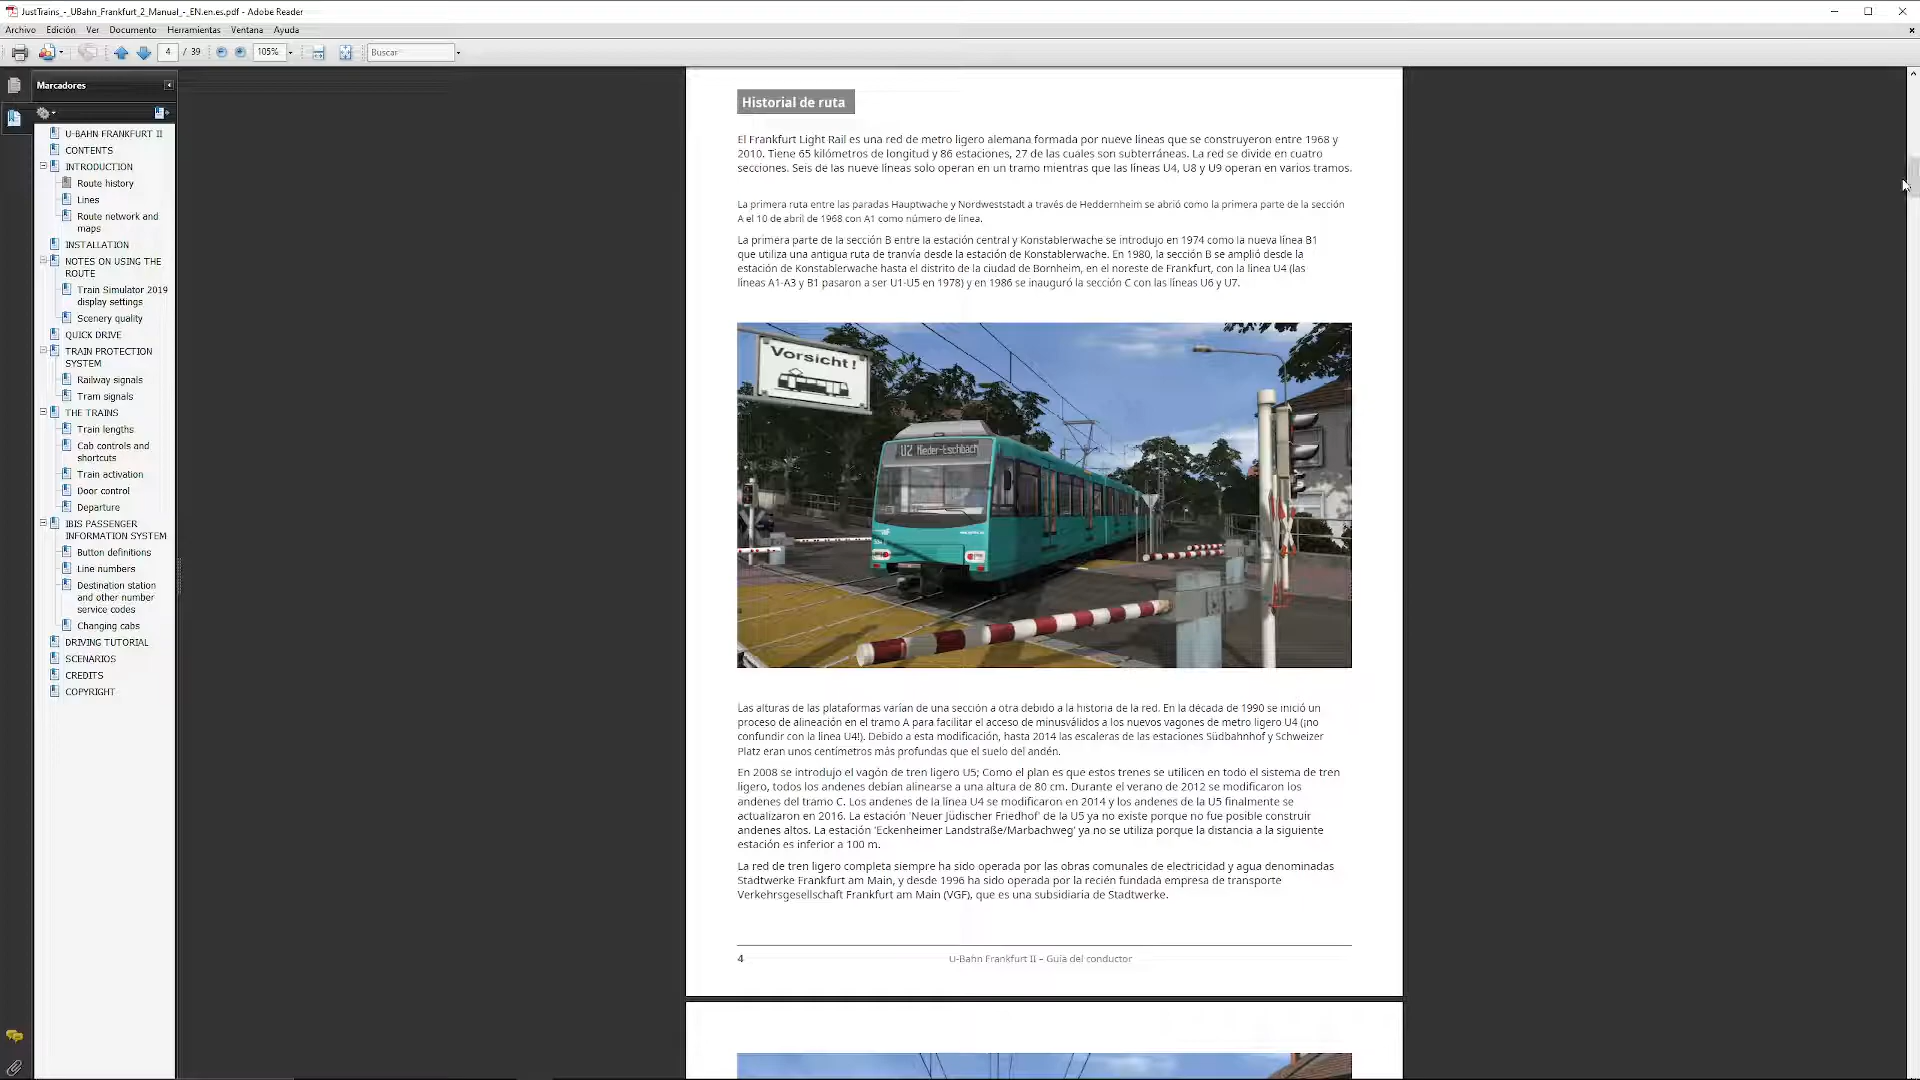 JustTrains_-_UBahn_Frankfurt_2_Manual_-_EN.en.es.pdf - Adobe Reader
Archivo Edición Ver Documento Herramientas Ventana Ayuda
4 / 39 105% Buscar
Marcadores
U-BAHN FRANKFURT II
CONTENTS
INTRODUCTION
Route history
Lines
Route network and
maps
INSTALLATION
NOTES ON USING THE
ROUTE
Train Simulator 2019
display settings
Scenery quality
QUICK DRIVE
TRAIN PROTECTION
SYSTEM
Railway signals
Tram signals
THE TRAINS
Train lengths
Cab controls and
shortcuts
Train activation
Door control
Departure
IBIS PASSENGER
INFORMATION SYSTEM
Button definitions
Line numbers
Destination station
and other number
service codes
Changing cabs
DRIVING TUTORIAL
SCENARIOS
CREDITS
COPYRIGHT
Historial de ruta
El Frankfurt Light Rail es una red de metro ligero alemana formada por nueve líneas que se construyeron entre 1968 y
2010. Tiene 65 kilómetros de longitud y 86 estaciones, 27 de las cuales son subterráneas. La red se divide en cuatro
secciones. Seis de las nueve líneas solo operan en un tramo mientras que las líneas U4, U8 y U9 operan en varios tramos.
La primera ruta entre las paradas Hauptwache y Nordweststadt a través de Heddernheim se abrió como la primera parte de la sección
A el 10 de abril de 1968 con A1 como número de línea.
La primera parte de la sección B entre la estación central y Konstablerwache se introdujo en 1974 como la nueva línea B1
que utiliza una antigua ruta de tranvía desde la estación de Konstablerwache. En 1980, la sección B se amplió desde la
estación de Konstablerwache hasta el distrito de la ciudad de Bornheim, en el noreste de Frankfurt, con la línea U4 (las
líneas A1-A3 y B1 pasaron a ser U1-U5 en 1978) y en 1986 se inauguró la sección C con las líneas U6 y U7.
Vorsicht!
U2 Nieder-Eschbach
Las alturas de las plataformas varían de una sección a otra debido a la historia de la red. En la década de 1990 se inició un
proceso de alineación en el tramo A para facilitar el acceso de minusválidos a los nuevos vagones de metro ligero U4 (¡no
confundir con la línea U4!). Debido a esta modificación, hasta 2014 las escaleras de las estaciones Südbahnhof y Schweizer
Platz eran unos centímetros más profundas que el suelo del andén.
En 2008 se introdujo el vagón de tren ligero U5; Como el plan es que estos trenes se utilicen en todo el sistema de tren
ligero, todos los andenes debían alinearse a una altura de 80 cm. Durante el verano de 2012 se modificaron los
andenes del tramo C. Los andenes de la línea U4 se modificaron en 2014 y los andenes de la U5 finalmente se
actualizaron en 2016. La estación 'Neuer Jüdischer Friedhof' de la U5 ya no existe porque no fue posible construir
andenes altos. La estación 'Eckenheimer Landstraße/Marbachweg' ya no se utiliza porque la distancia a la siguiente
estación es inferior a 100 m.
La red de tren ligero completa siempre ha sido operada por las obras comunales de electricidad y agua denominadas
Stadtwerke Frankfurt am Main, y desde 1996 ha sido operada por la recién fundada empresa de transporte
Verkehrsgesellschaft Frankfurt am Main (VGF), que es una subsidiaria de Stadtwerke.
4 U-Bahn Frankfurt II – Guía del conductor